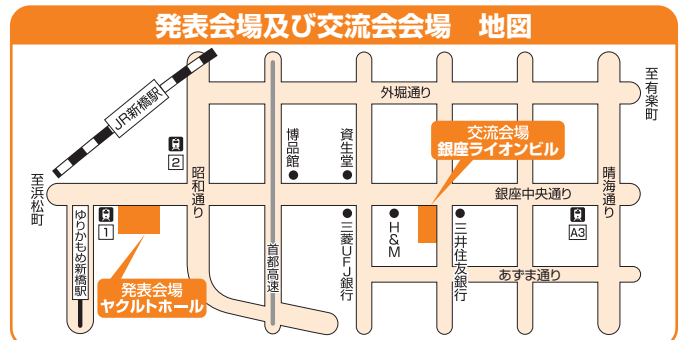 発表会場及び交流会会場　地図
JR新橋駅
外堀通り
至有楽町
交流会場
銀座ライオンビル
博品館
資生堂
2
昭和通り
晴海通り
至浜松町
銀座中央通り
1
ゆりかもめ新橋駅
首都高速
三菱UFJ銀行
H&M
三井住友銀行
A3
あずま通り
発表会場
ヤクルトホール